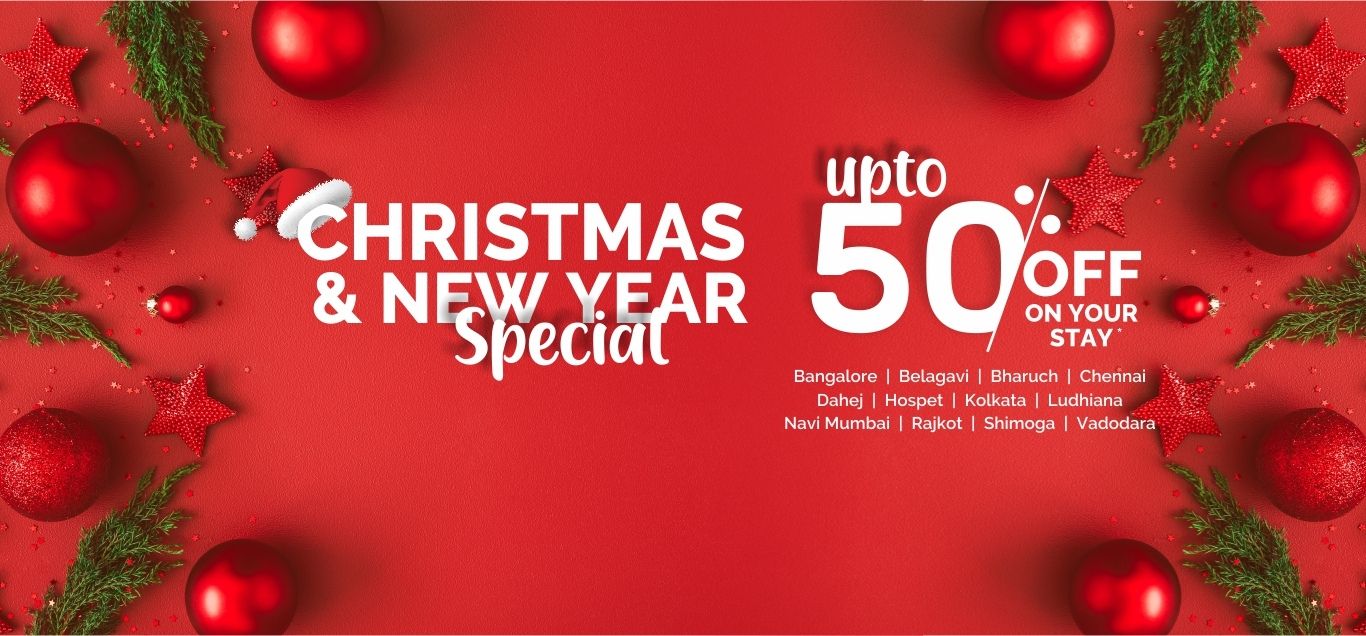 CHRISTMAS
& NEW YEAR
Special
upto
50% OFF
ON YOUR
STAY*
Bangalore | Belagavi | Bharuch | Chennai
Dahej | Hospet | Kolkata | Ludhiana
Navi Mumbai | Rajkot | Shimoga | Vadodara